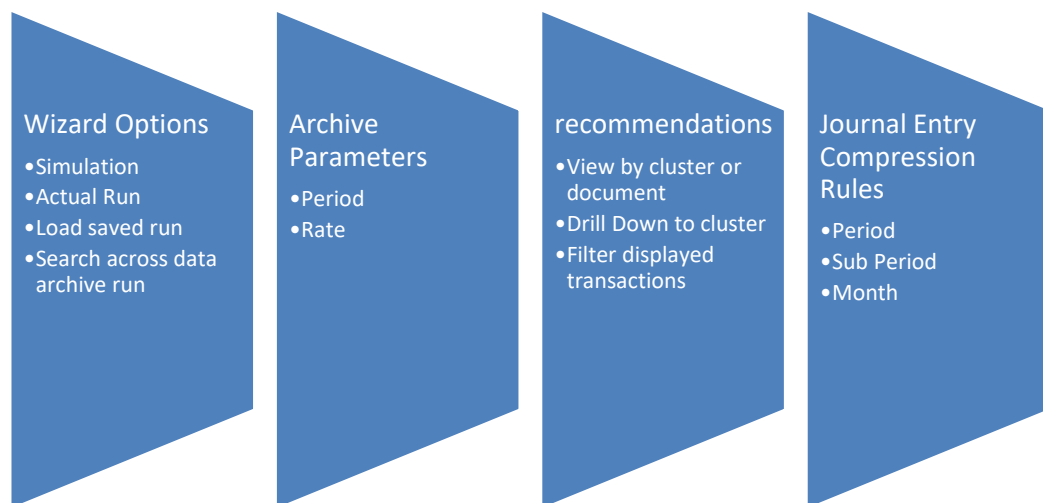 Wizard Options
•Simulation
•Actual Run
•Load saved run
•Search across data
archive run
Archive
Parameters
•Period
•Rate
recommendations
•View by cluster or
document
•Drill Down to cluster
•Filter displayed
transactions
Journal Entry
Compression
Rules
•Period
•Sub Period
•Month